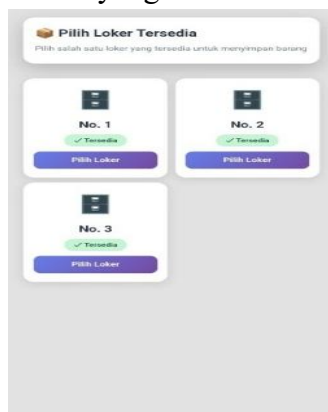 📦 Pilih Loker Tersedia
Pilih salah satu loker yang tersedia untuk menyimpan barang
No. 1
✓ Tersedia
Pilih Loker
No. 2
✓ Tersedia
Pilih Loker
No. 3
✓ Tersedia
Pilih Loker